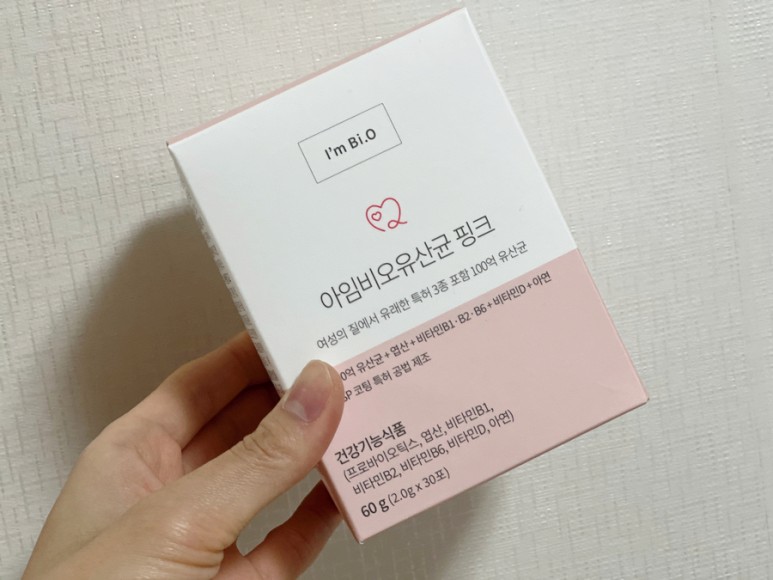 I'm Bi.O
아임비오유산균 핑크
여성의 질에서 유래한 특허 3종 포함 100억 유산균
0억 유산균 + 엽산 + 비타민B1 · B2 · B6 + 비타민D + 아연
코팅 특허 공법 제조
건강기능식품
(프로바이오틱스, 엽산, 비타민B1,
비타민B2, 비타민B6, 비타민D, 아연)
60 g (2.0g x 30포)